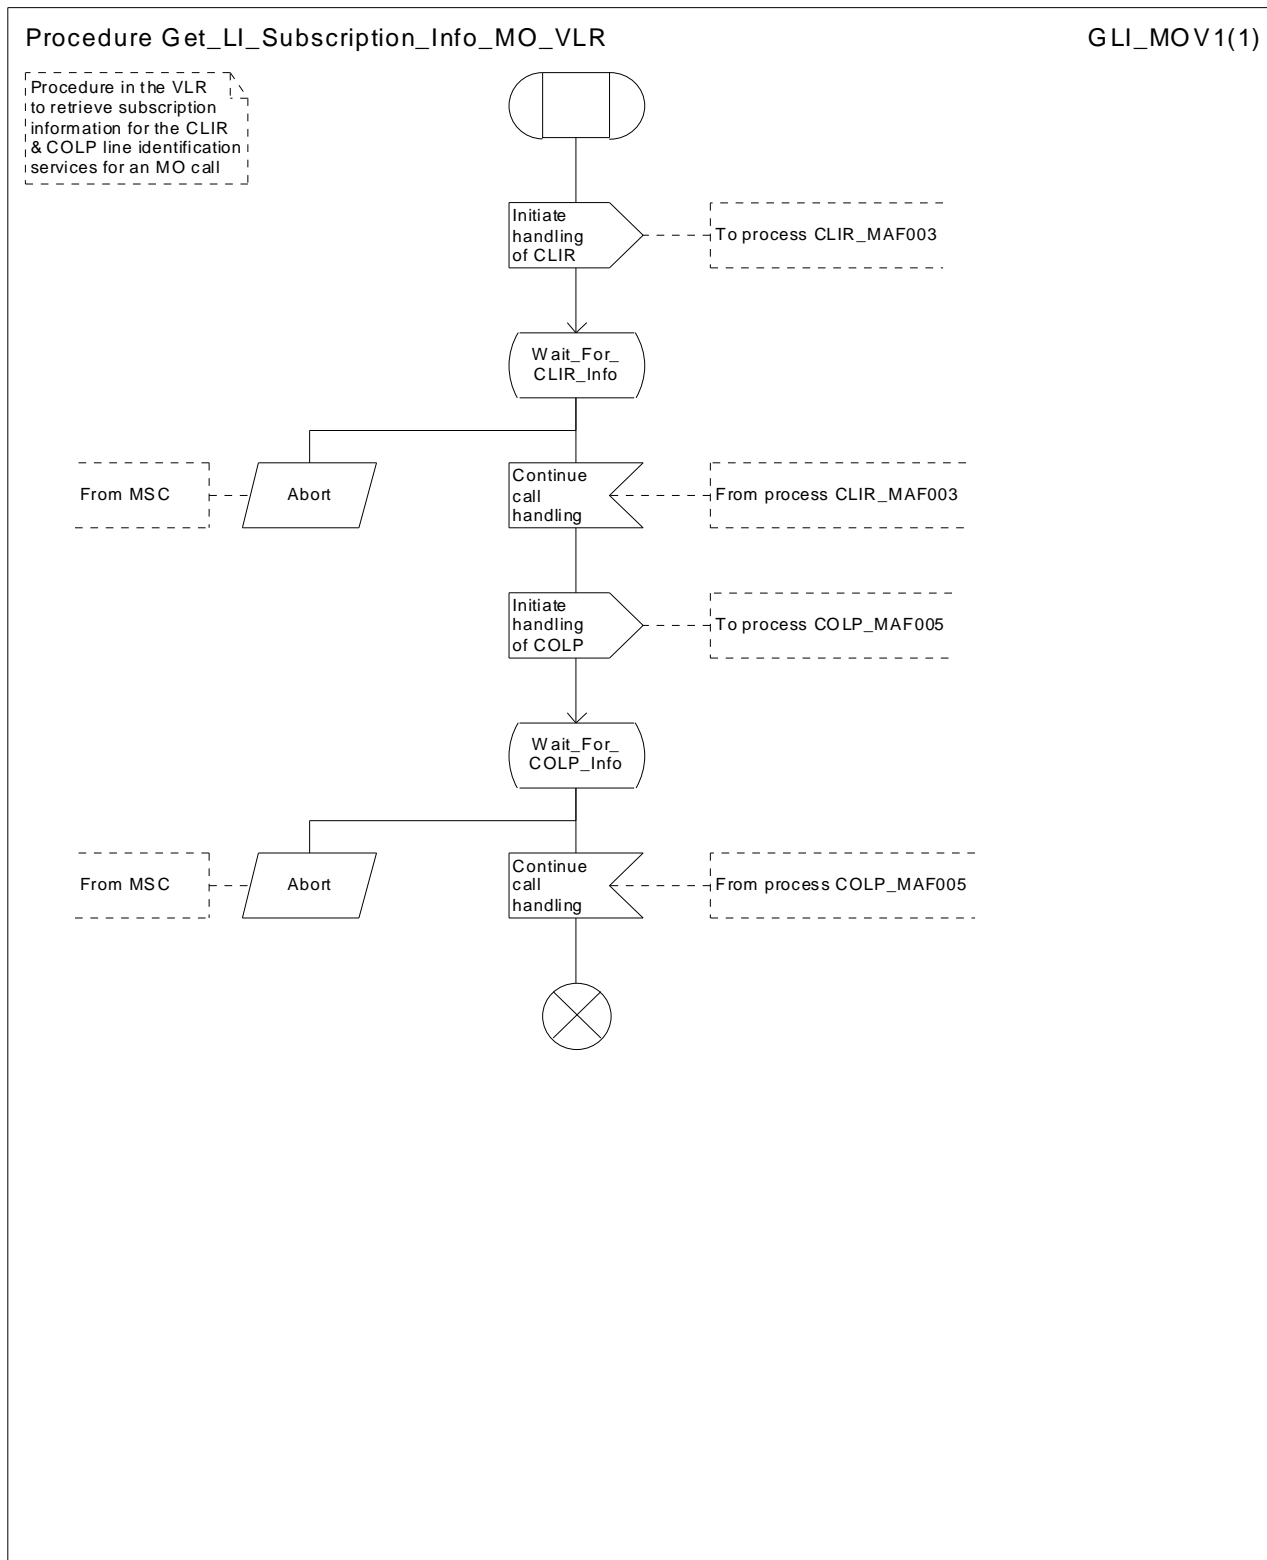 Procedure Get_LI_Subscription_Info_MO_VLR
GLI_MOV1(1)
Procedure in the VLR
to retrieve subscription
information for the CLIR
& COLP line identification
services for an MO call
Initiate
handling
of CLIR
To process CLIR_MAF003
Wait_For_
CLIR_Info
From MSC
Abort
Continue
call
handling
From process CLIR_MAF003
Initiate
handling
of COLP
To process COLP_MAF005
Wait_For_
COLP_Info
From MSC
Abort
Continue
call
handling
From process COLP_MAF005